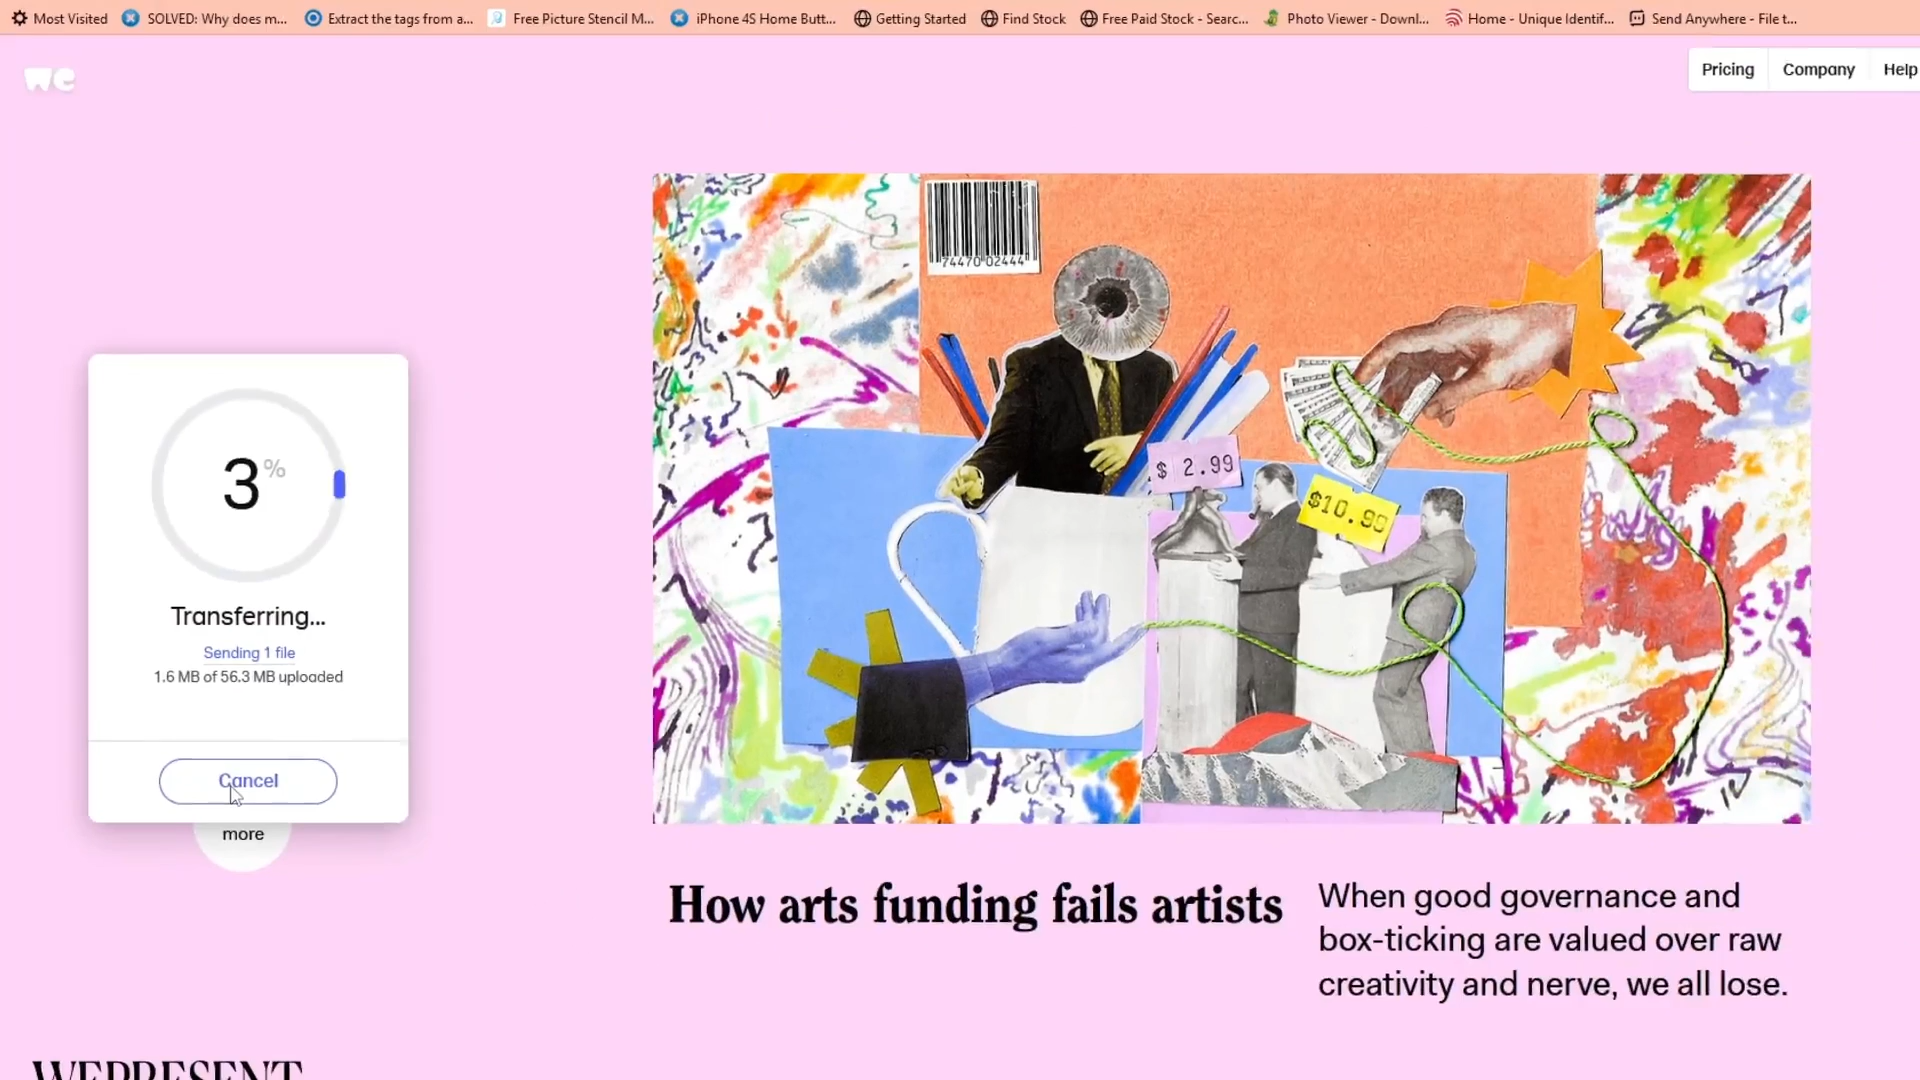 Most Visited SOLVED: Why does m... Extract the tags from a... Free Picture Stencil M... iPhone 4S Home Butt... Getting Started Find Stock Free Paid Stock - Searc... Photo Viewer - Downl... Home - Unique Identif... Send Anywhere - File t...
we
Pricing Company Help
74470 02444
$ 2.99
$10.99
3%
Transferring...
Sending 1 file
1.6 MB of 56.3 MB uploaded
Cancel
more
How arts funding fails artists
When good governance and
box-ticking are valued over raw
creativity and nerve, we all lose.
WEPRESENT